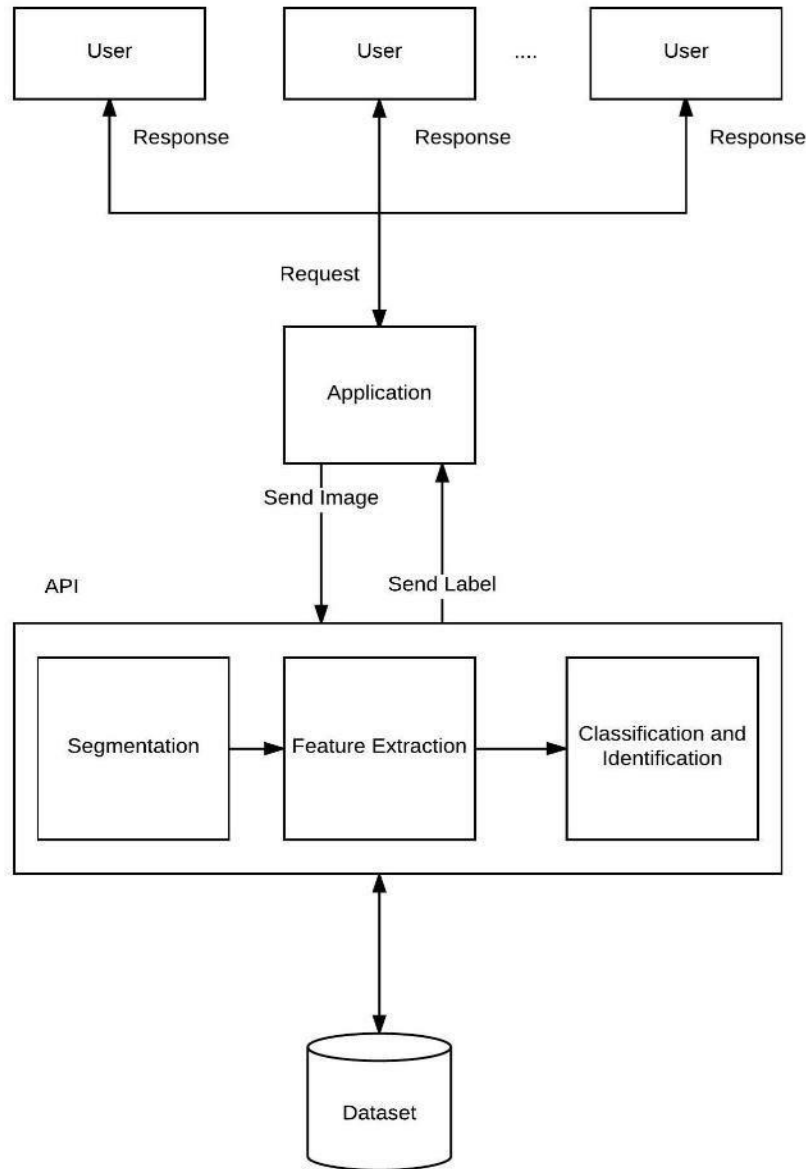 User
User
....
User
Response
Response
Response
Request
Application
Send Image
Send Label
API
Segmentation
Feature Extraction
Classification and
Identification
Dataset